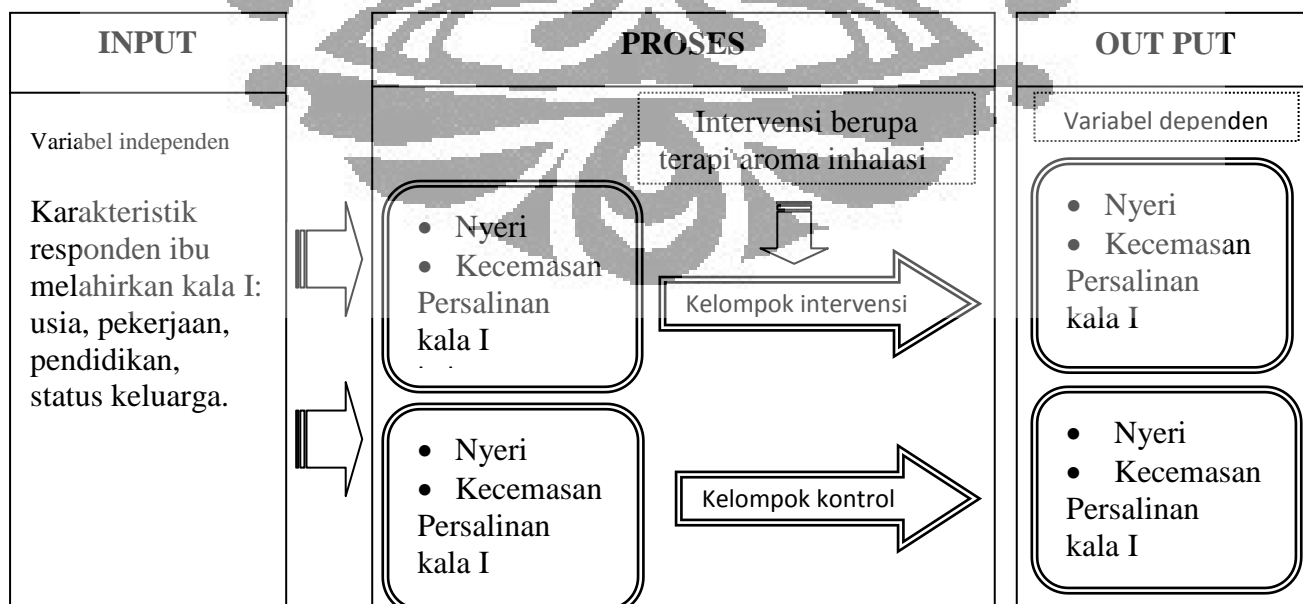 INPUT
PROSES
OUT PUT
Variabel independen
Karakteristik
responden ibu
melahirkan kala I:
usia, pekerjaan,
pendidikan,
status keluarga.
Intervensi berupa
terapi aroma inhalasi
• Nyeri
• Kecemasan
Persalinan
kala I
Kelompok intervensi
• Nyeri
• Kecemasan
Persalinan
kala I
Kelompok kontrol
Variabel dependen
• Nyeri
• Kecemasan
Persalinan
kala I
• Nyeri
• Kecemasan
Persalinan
kala I